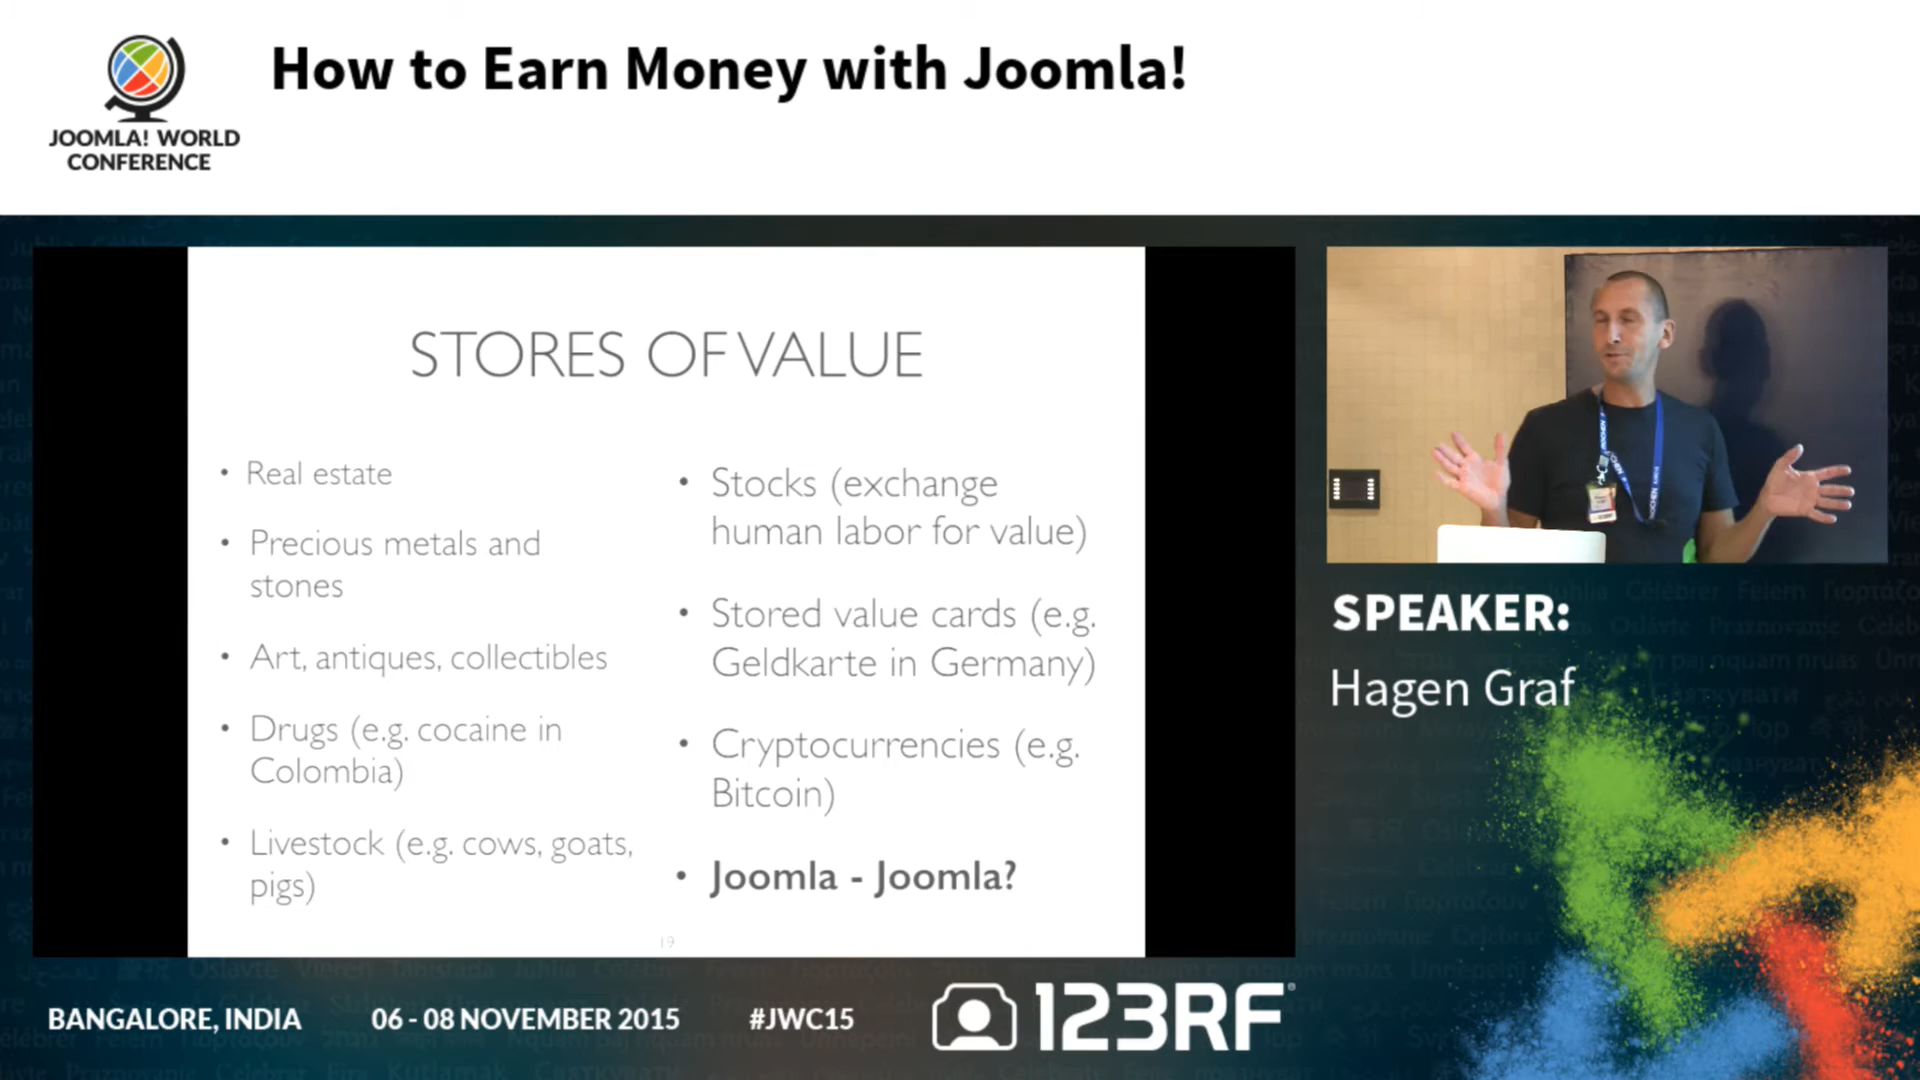 How to Earn Money with Joomla!
JOOMLA! WORLD
CONFERENCE
STORES OF VALUE
• Real estate
• Precious metals and
stones
• Art, antiques, collectibles
• Drugs (e.g. cocaine in
Colombia)
• Livestock (e.g. cows, goats,
pigs)
• Stocks (exchange
human labor for value)
• Stored value cards (e.g.
Geldkarte in Germany)
• Cryptocurrencies (e.g.
Bitcoin)
• Joomla - Joomla?
19
SPEAKER:
Hagen Graf
BANGALORE, INDIA
06 - 08 NOVEMBER 2015
#JWC15
123RF®